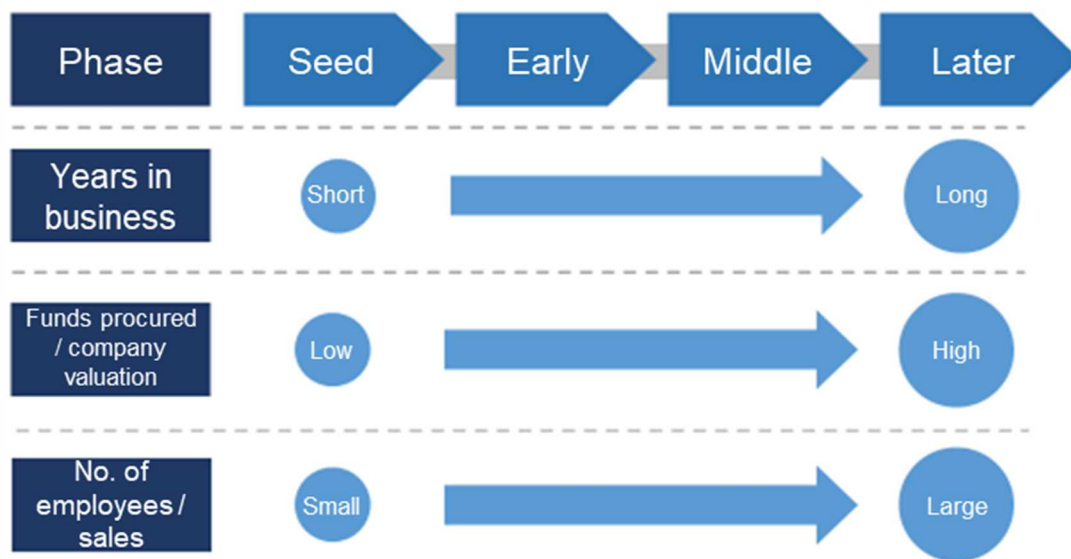 Phase
Seed
Early
Middle
Later
Years in
business
Short
Long
Funds procured
/ company
valuation
Low
High
No. of
employees /
sales
Small
Large